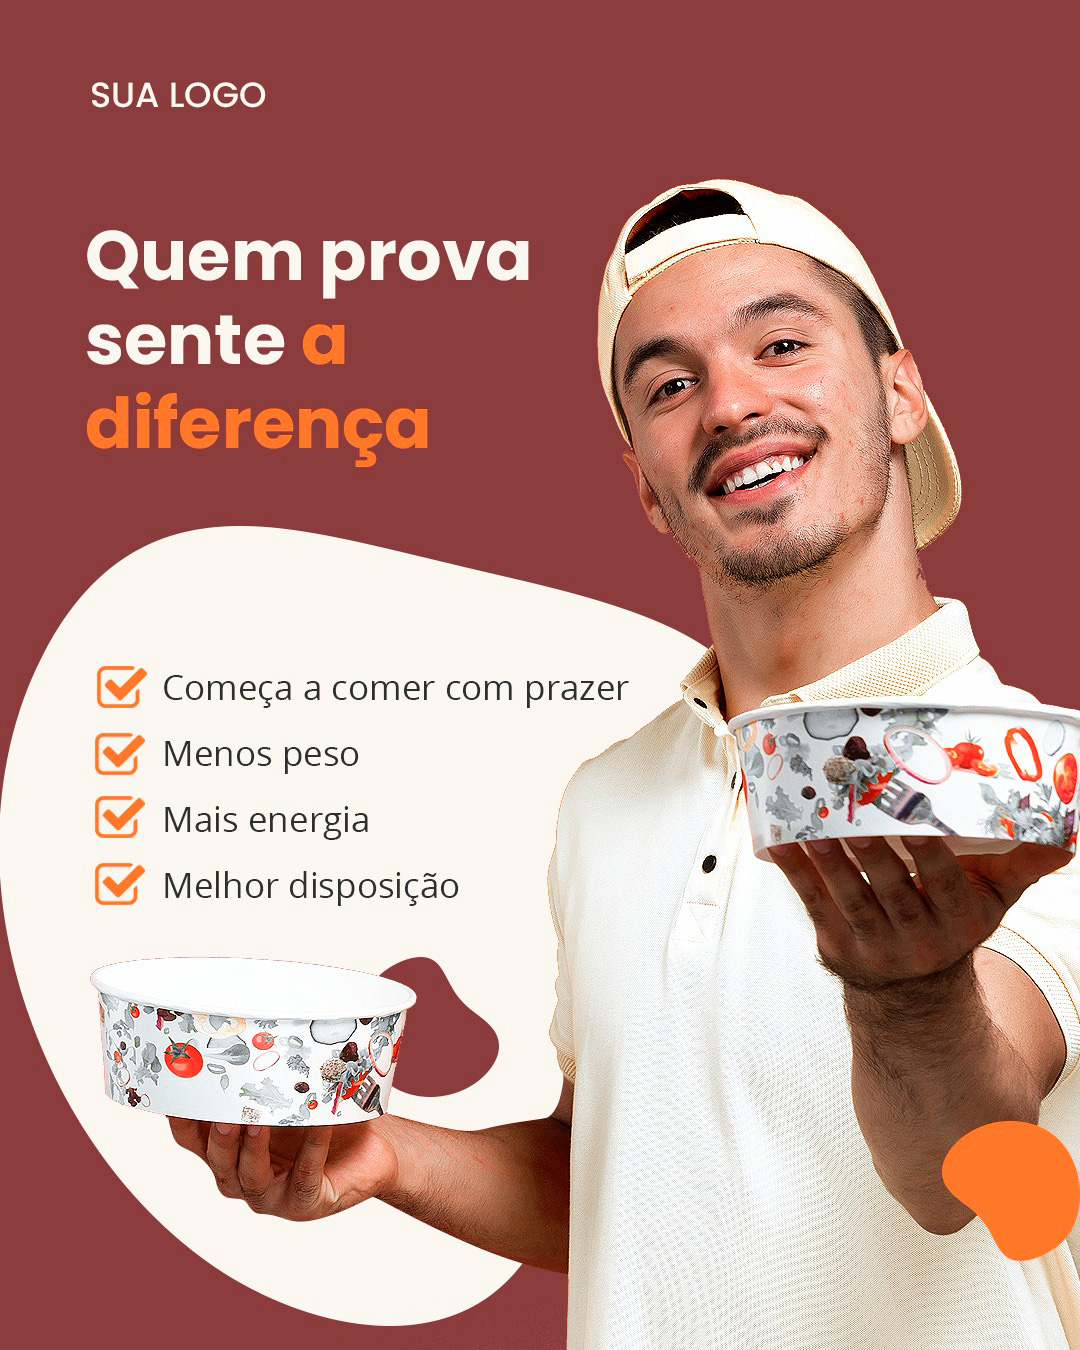 SUA LOGO
Quem prova
sente a
diferença
Começa a comer com prazer
Menos peso
Mais energia
Melhor disposição